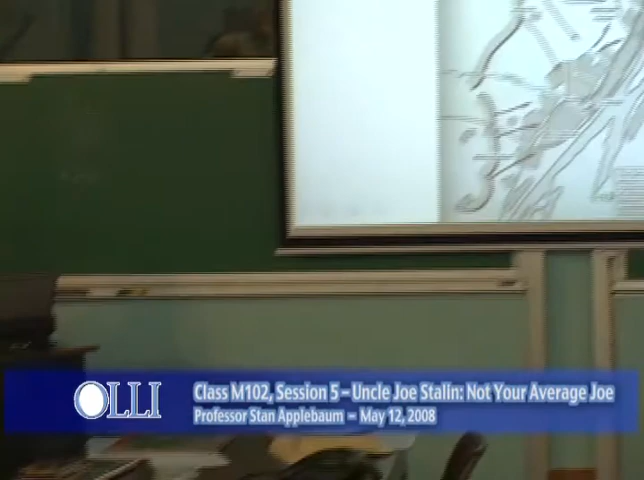 OLLI
Class M102, Session 5 – Uncle Joe Stalin: Not Your Average Joe
Professor Stan Applebaum – May 12, 2008